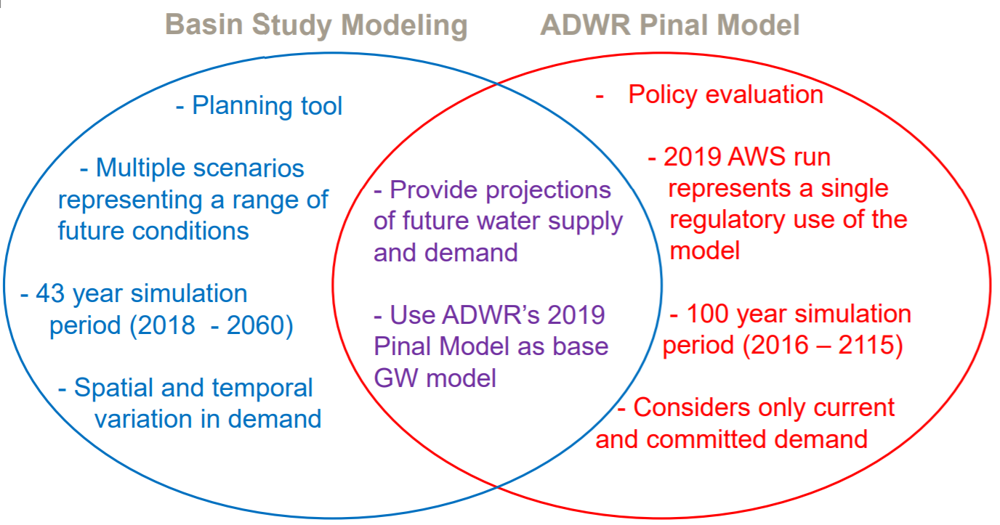 Basin Study Modeling
ADWR Pinal Model
- Planning tool
- Multiple scenarios
representing a range of
future conditions
- 43 year simulation
period (2018 - 2060)
- Spatial and temporal
variation in demand
- Provide projections
of future water supply
and demand
- Use ADWR’s 2019
Pinal Model as base
GW model
- Policy evaluation
- 2019 AWS run
represents a single
regulatory use of the
model
- 100 year simulation
period (2016 – 2115)
- Considers only current
and committed demand